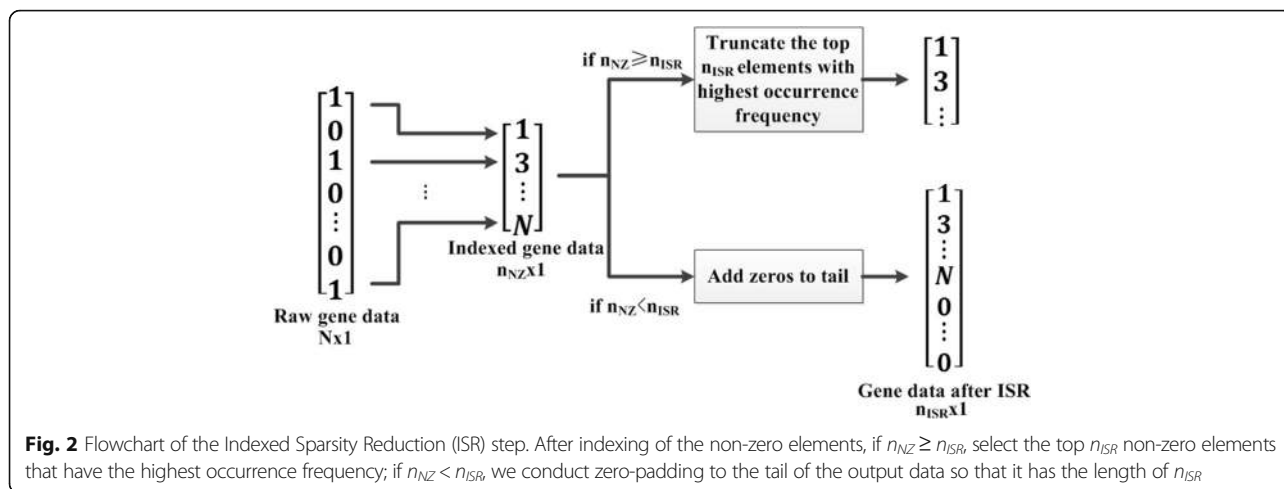 1
0
1
0
⋮
0
1
Raw gene data
Nx1
⋮
1
3
⋮
N
Indexed gene data
n_NZx1
if n_NZ⩾n_ISR
Truncate the top
n_ISR elements with
highest occurrence
frequency
1
3
⋮
if n_NZ<n_ISR
Add zeros to tail
1
3
⋮
N
0
⋮
0
Gene data after ISR
n_ISRx1
Fig. 2 Flowchart of the Indexed Sparsity Reduction (ISR) step. After indexing of the non-zero elements, if n_NZ ≥ n_ISR, select the top n_ISR non-zero elements
that have the highest occurrence frequency; if n_NZ < n_ISR, we conduct zero-padding to the tail of the output data so that it has the length of n_ISR